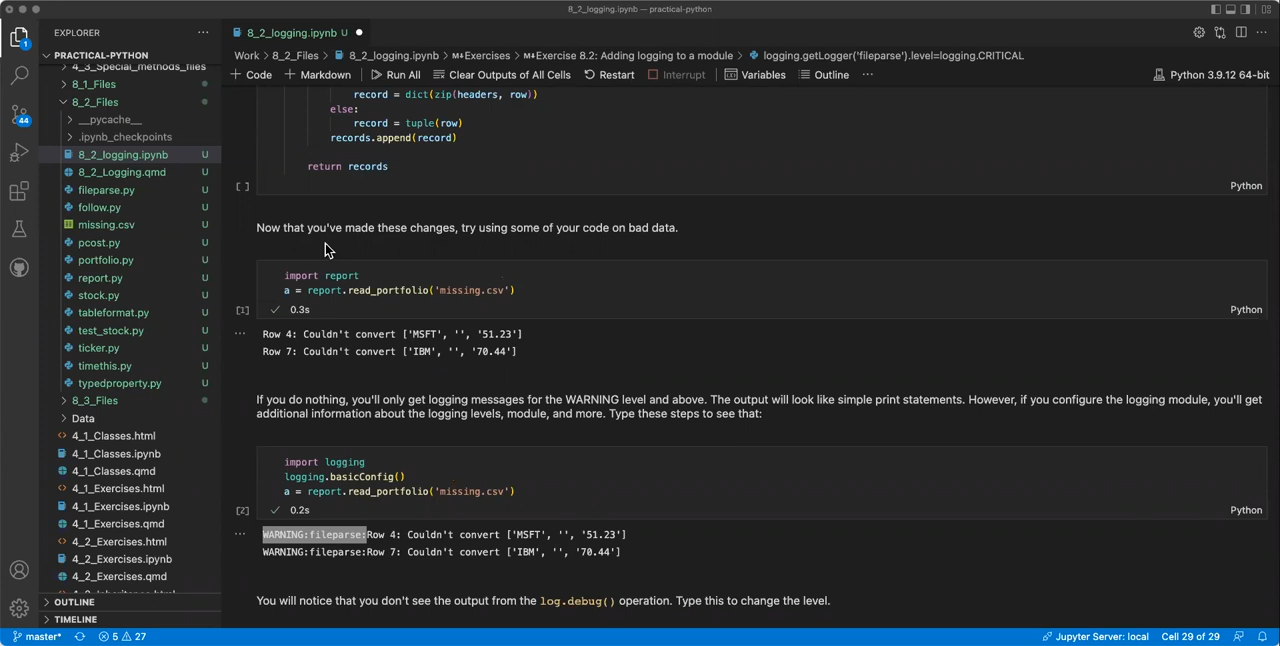 8_2_logging.ipynb — practical-python
EXPLORER
PRACTICAL-PYTHON
4_3_Special_methods_files
8_1_Files
8_2_Files
__pycache__
.ipynb_checkpoints
8_2_logging.ipynb U
8_2_Logging.qmd U
fileparse.py U
follow.py U
missing.csv U
pcost.py U
portfolio.py U
report.py U
stock.py U
tableformat.py U
test_stock.py U
ticker.py U
timethis.py U
typedproperty.py U
8_3_Files
Data
4_1_Classes.html
4_1_Classes.ipynb
4_1_Classes.qmd
4_1_Exercises.html
4_1_Exercises.ipynb
4_1_Exercises.qmd
4_2_Exercises.html
4_2_Exercises.ipynb
4_2_Exercises.qmd
OUTLINE
TIMELINE
1
44
8_2_logging.ipynb U
Work > 8_2_Files > 8_2_logging.ipynb > M↓Exercises > M↓Exercise 8.2: Adding logging to a module > logging.getLogger('fileparse').level=logging.CRITICAL
+ Code + Markdown Run All Clear Outputs of All Cells Restart Interrupt Variables Outline ··· Python 3.9.12 64-bit
record = dict(zip(headers, row))
else:
record = tuple(row)
records.append(record)
return records
[ ] Python
Now that you've made these changes, try using some of your code on bad data.
import report
a = report.read_portfolio('missing.csv')
[1] 0.3s Python
Row 4: Couldn't convert ['MSFT', '', '51.23']
Row 7: Couldn't convert ['IBM', '', '70.44']
If you do nothing, you'll only get logging messages for the WARNING level and above. The output will look like simple print statements. However, if you configure the logging module, you'll get
additional information about the logging levels, module, and more. Type these steps to see that:
import logging
logging.basicConfig()
a = report.read_portfolio('missing.csv')
[2] 0.2s Python
WARNING:fileparse:Row 4: Couldn't convert ['MSFT', '', '51.23']
WARNING:fileparse:Row 7: Couldn't convert ['IBM', '', '70.44']
You will notice that you don't see the output from the log.debug() operation. Type this to change the level.
master* 5 27 Jupyter Server: local Cell 29 of 29